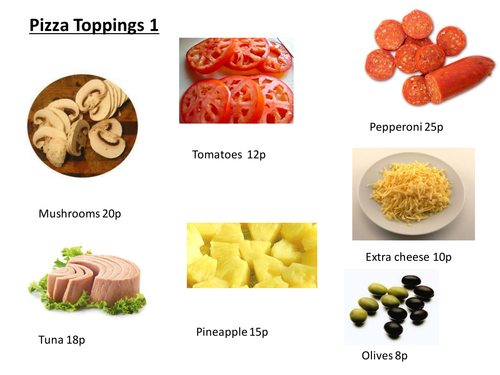 Pizza Toppings 1
Pepperoni 25p
Tomatoes 12p
Mushrooms 20p
Extra cheese 10p
Tuna 18p
Pineapple 15p
Olives 8p